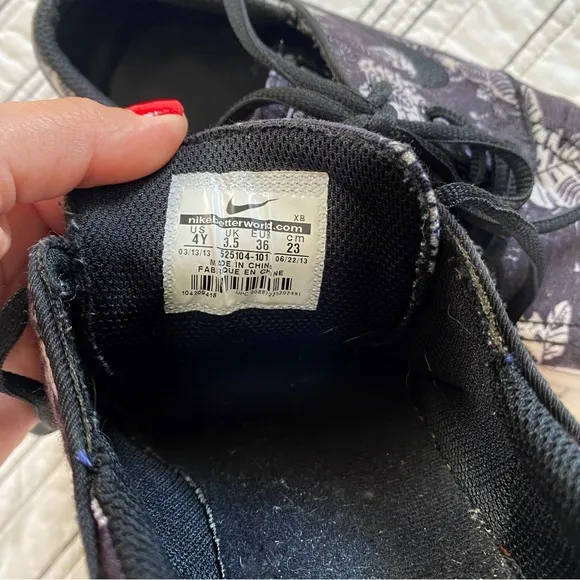 XB
nikebetterworld.com
US UK EUR cm
4Y 3.5 36 23
03/13/13 525104-101 06/22/13
MADE IN CHINA
FABRIQUE EN CHINE